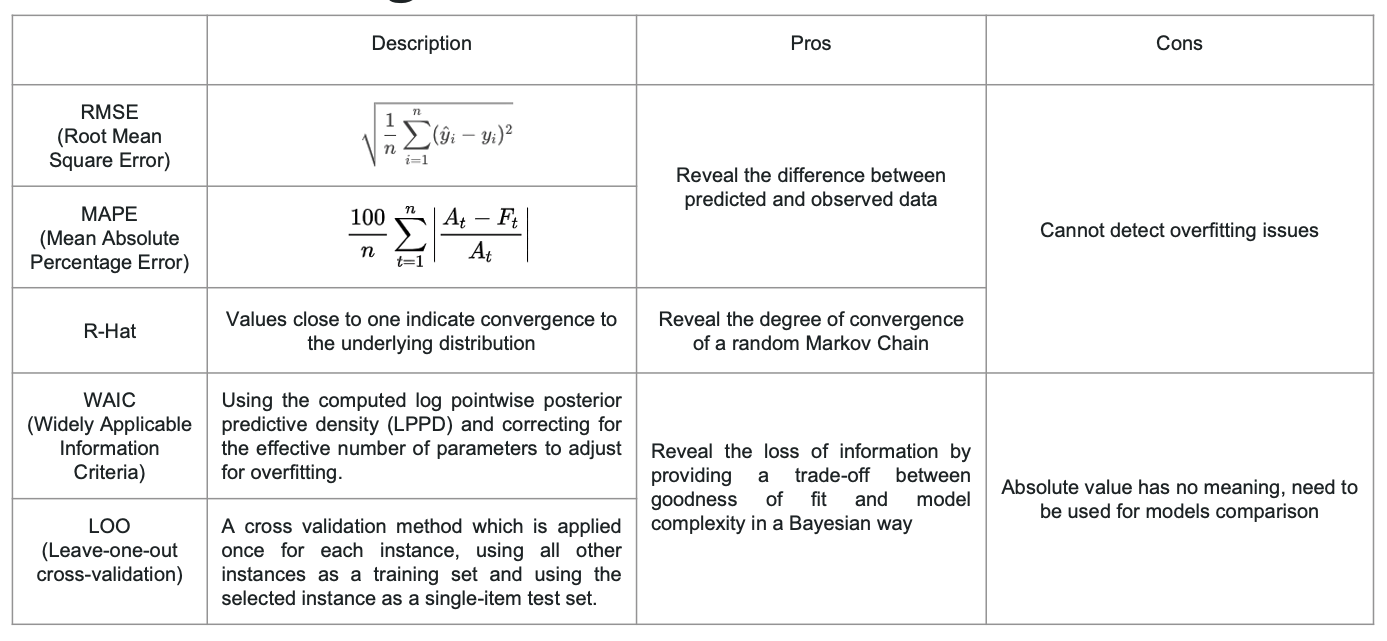 Description
Pros
Cons
RMSE
(Root Mean
Square Error)
\sqrt{\frac{1}{n}\sum_{i=1}^{n}(\hat{y}_i - y_i)^2}
Reveal the difference between
predicted and observed data
Cannot detect overfitting issues
MAPE
(Mean Absolute
Percentage Error)
\frac{100}{n}\sum_{t=1}^{n}\left|\frac{A_t - F_t}{A_t}\right|
R-Hat
Values close to one indicate convergence to
the underlying distribution
Reveal the degree of convergence
of a random Markov Chain
WAIC
(Widely Applicable
Information
Criteria)
Using the computed log pointwise posterior
predictive density (LPPD) and correcting for
the effective number of parameters to adjust
for overfitting.
Reveal the loss of information by
providing a trade-off between
goodness of fit and model
complexity in a Bayesian way
Absolute value has no meaning, need to
be used for models comparison
LOO
(Leave-one-out
cross-validation)
A cross validation method which is applied
once for each instance, using all other
instances as a training set and using the
selected instance as a single-item test set.